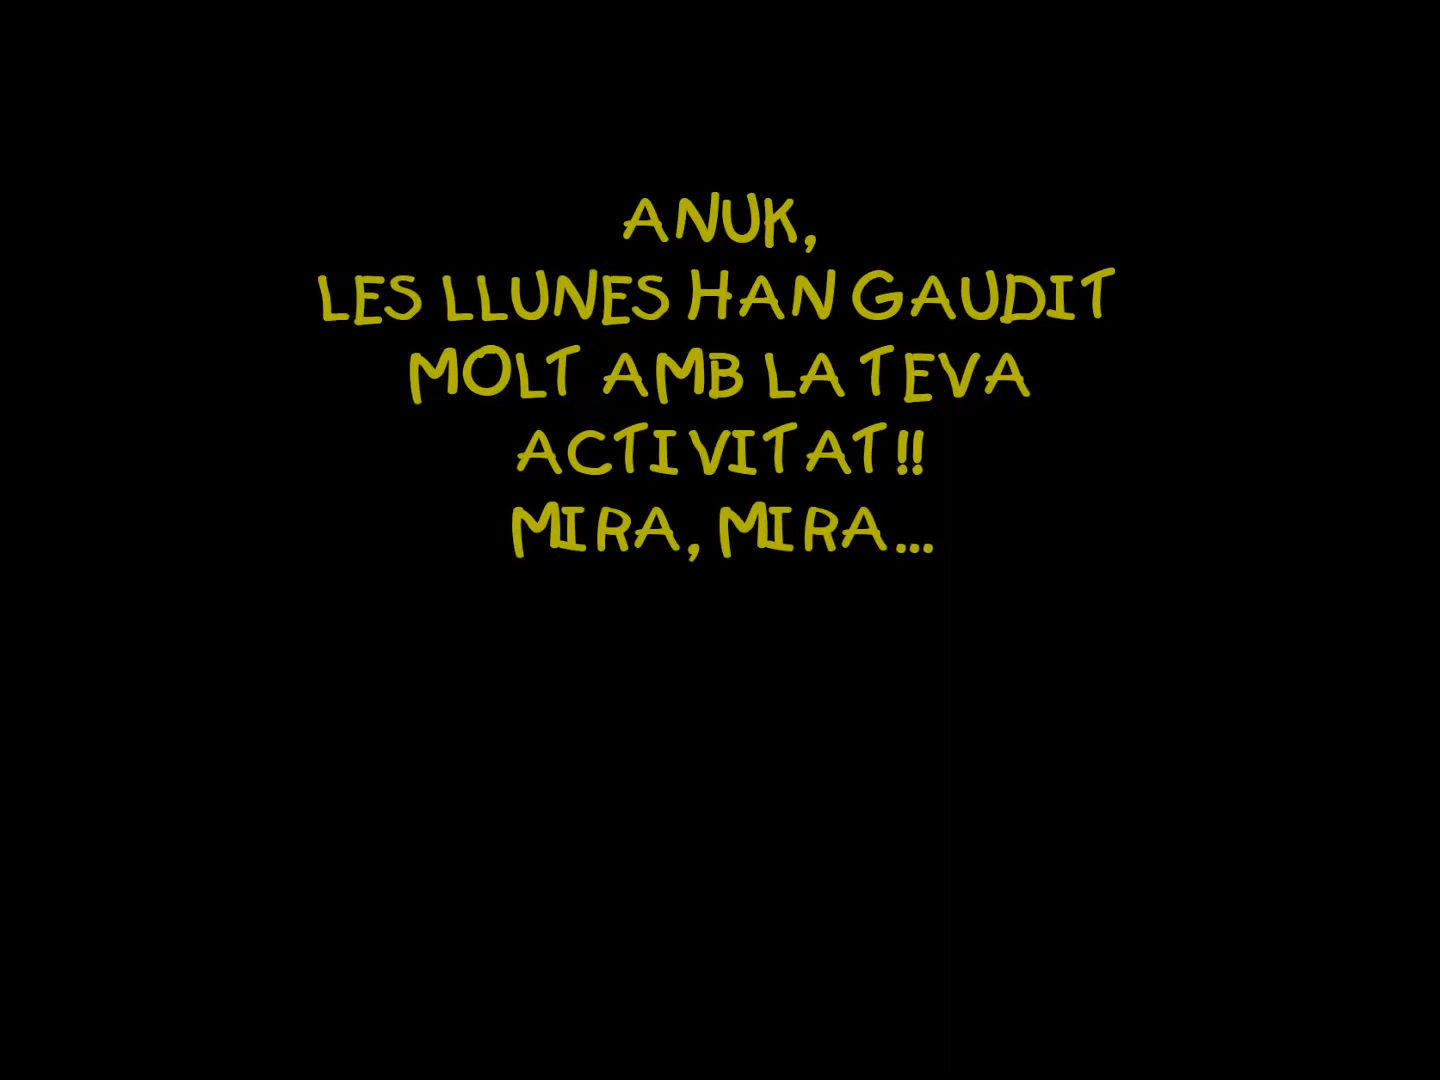 ANUK,
LES LLUNES HAN GAUDIT
MOLT AMB LA TEVA
ACTIVITAT!!
MIRA, MIRA...